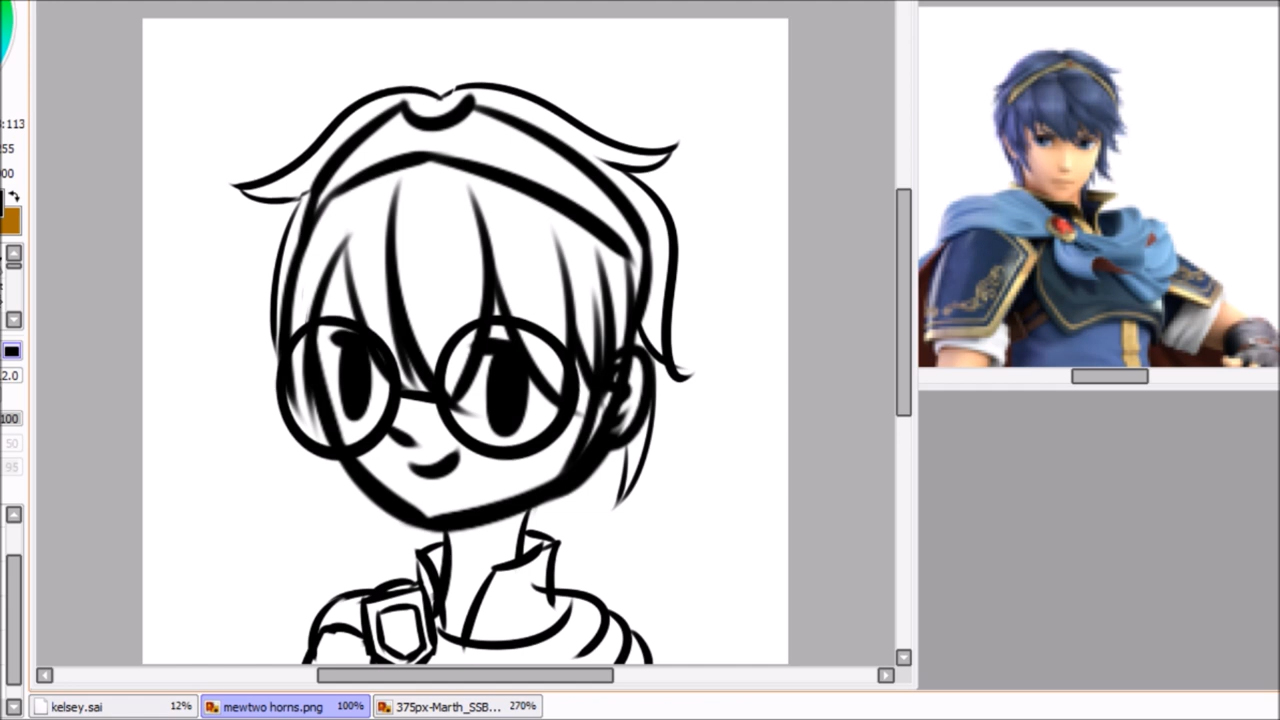 :113
55
00
2.0
100
50
95
kelsey.sai 12%
mewtwo horns.png 100%
375px-Marth_SSB... 270%